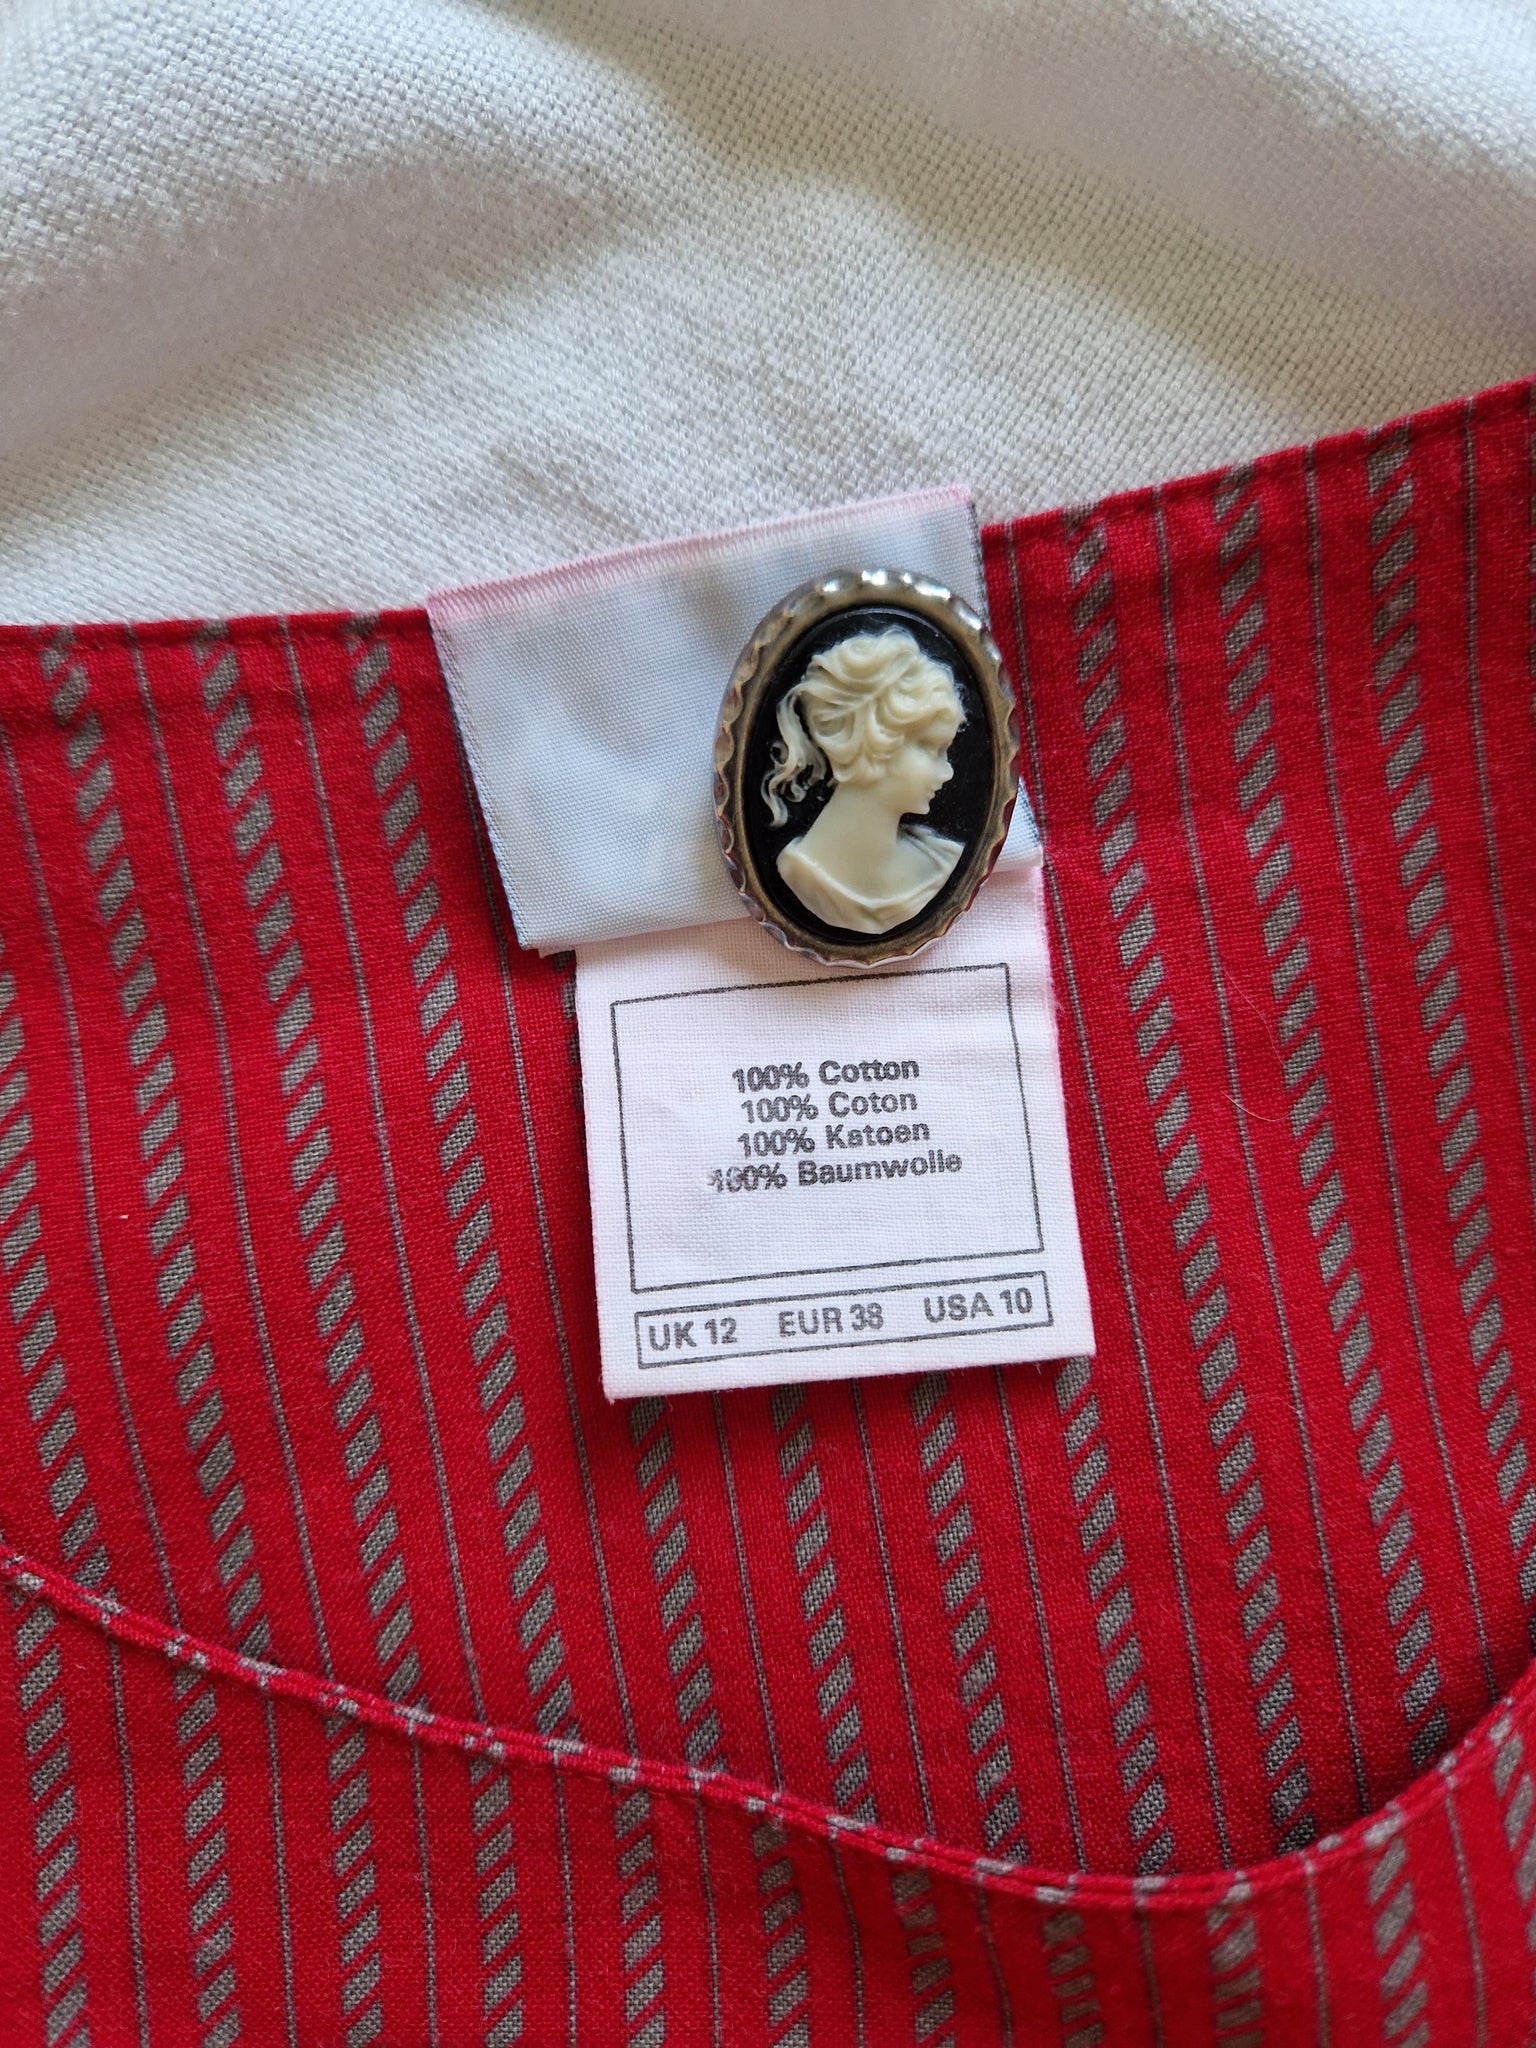 100% Cotton
100% Coton
100% Katoen
100% Baumwolle
UK 12 EUR 38 USA 10